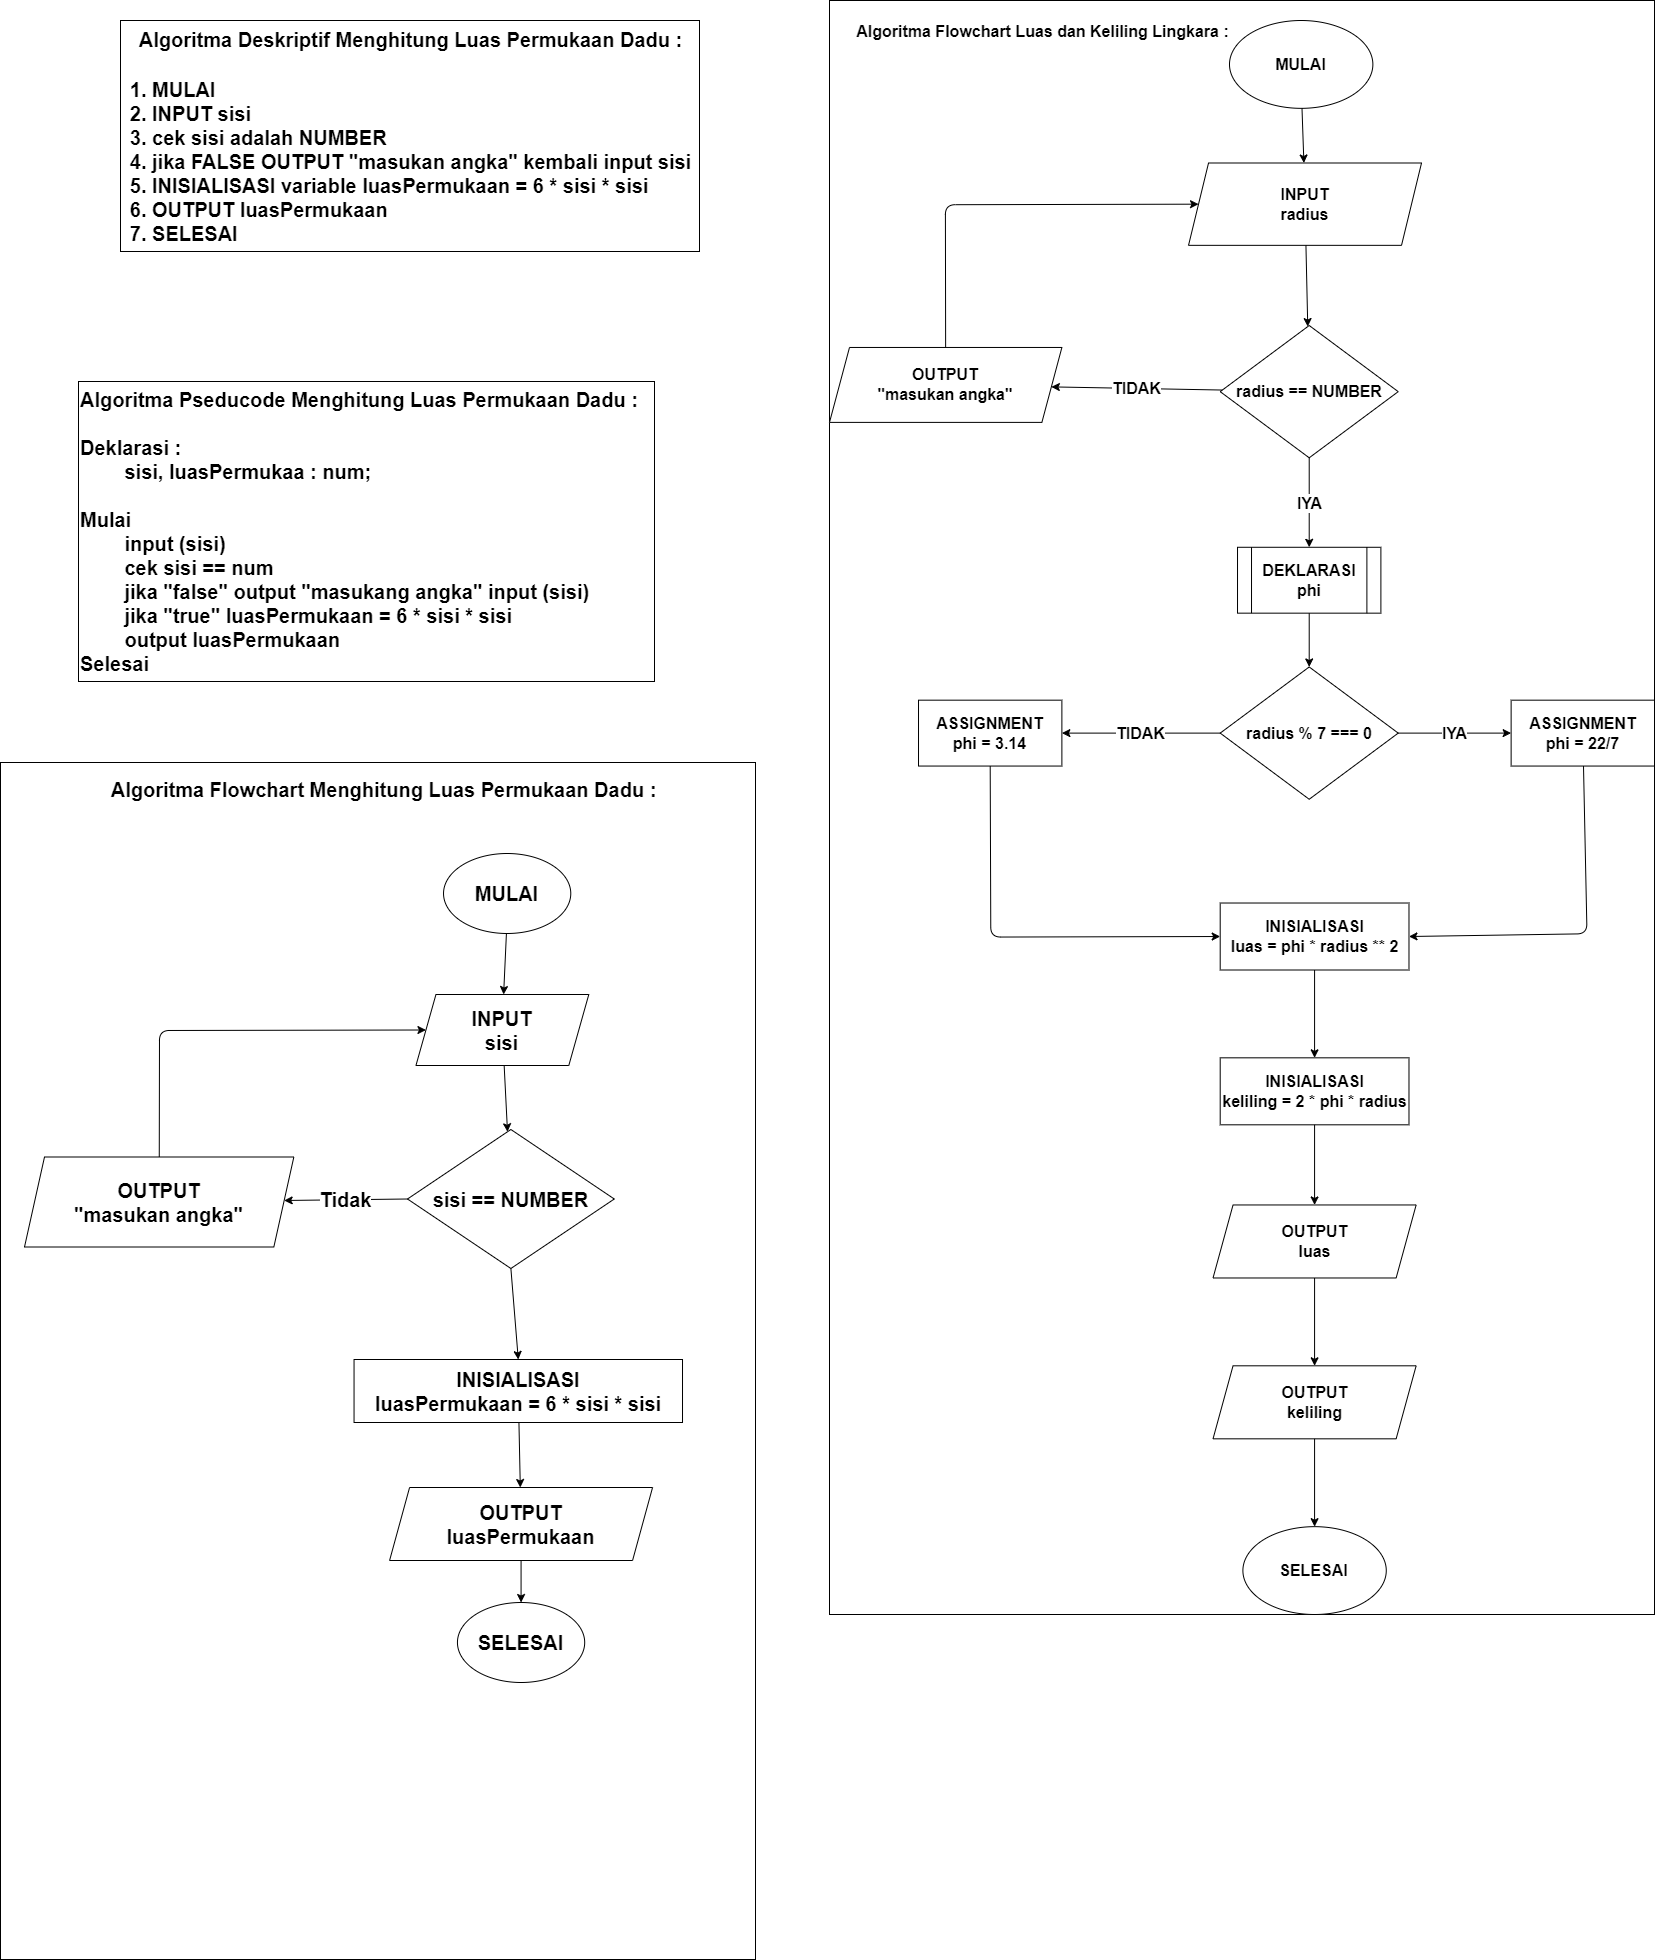 Algoritma Deskriptif Menghitung Luas Permukaan Dadu :
1. MULAI
2. INPUT sisi
3. cek sisi adalah NUMBER
4. jika FALSE OUTPUT "masukan angka" kembali input sisi
5. INISIALISASI variable luasPermukaan = 6 * sisi * sisi
6. OUTPUT luasPermukaan
7. SELESAI
Algoritma Pseducode Menghitung Luas Permukaan Dadu :
Deklarasi :
sisi, luasPermukaa : num;
Mulai
input (sisi)
cek sisi == num
jika "false" output "masukang angka" input (sisi)
jika "true" luasPermukaan = 6 * sisi * sisi
output luasPermukaan
Selesai
Algoritma Flowchart Menghitung Luas Permukaan Dadu :
MULAI
INPUT
sisi
sisi == NUMBER
Tidak
OUTPUT
"masukan angka"
INISIALISASI
luasPermukaan = 6 * sisi * sisi
OUTPUT
luasPermukaan
SELESAI
Algoritma Flowchart Luas dan Keliling Lingkara :
MULAI
INPUT
radius
radius == NUMBER
TIDAK
OUTPUT
"masukan angka"
IYA
DEKLARASI
phi
radius % 7 === 0
TIDAK
ASSIGNMENT
phi = 3.14
IYA
ASSIGNMENT
phi = 22/7
INISIALISASI
luas = phi * radius ** 2
INISIALISASI
keliling = 2 * phi * radius
OUTPUT
luas
OUTPUT
keliling
SELESAI